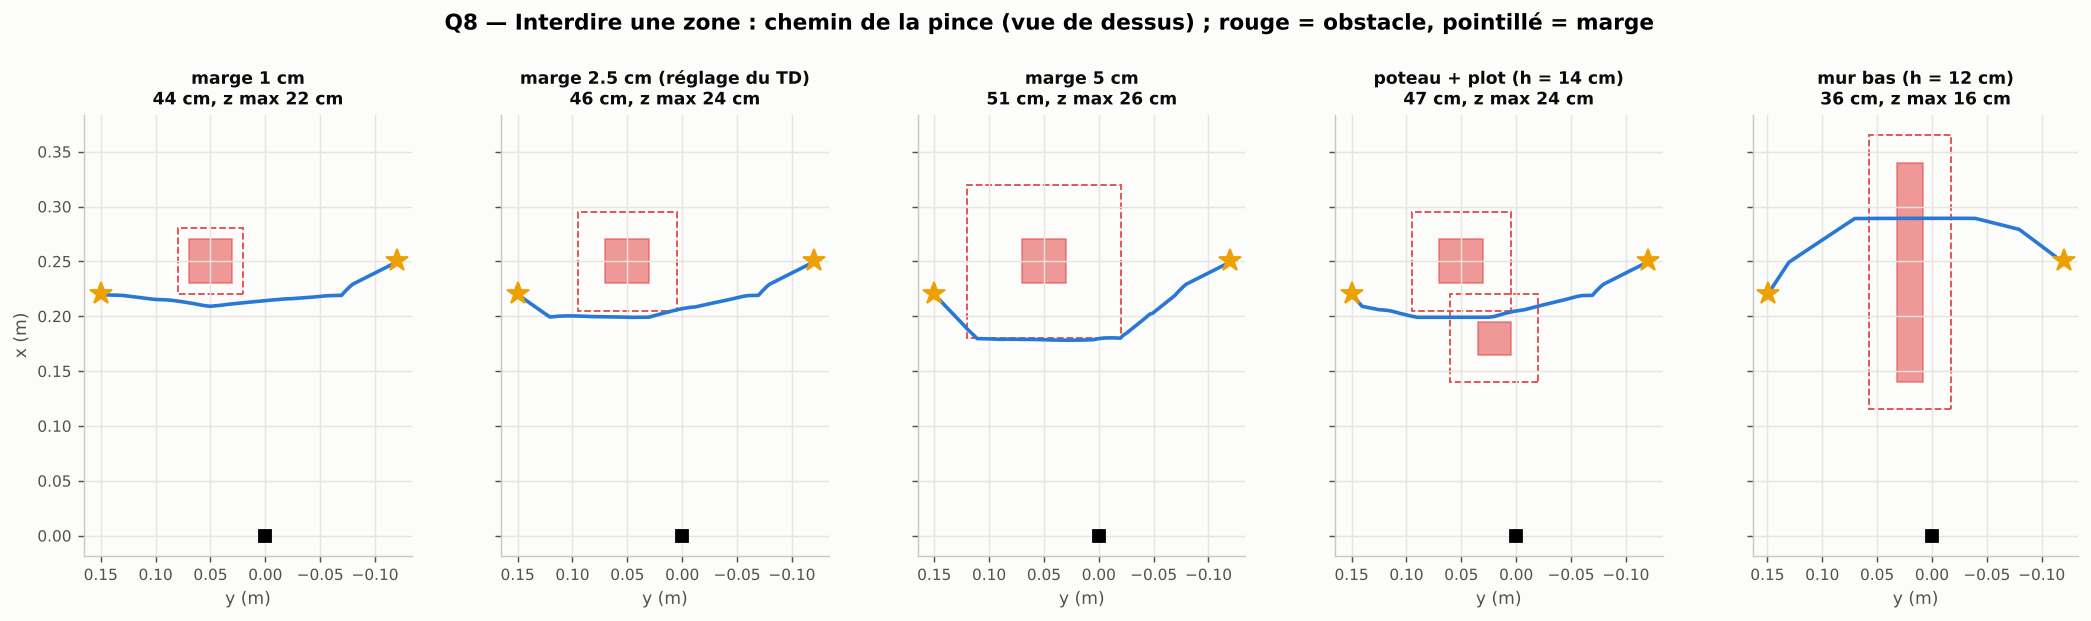 Q8 — Interdire une zone : chemin de la pince (vue de dessus) ; rouge = obstacle, pointillé = marge
marge 1 cm
44 cm, z max 22 cm
marge 2.5 cm (réglage du TD)
46 cm, z max 24 cm
marge 5 cm
51 cm, z max 26 cm
poteau + plot (h = 14 cm)
47 cm, z max 24 cm
mur bas (h = 12 cm)
36 cm, z max 16 cm
x (m)
0.35
0.30
0.25
0.20
0.15
0.10
0.05
0.00
0.15 0.10 0.05 0.00 −0.05 −0.10
y (m)
0.15 0.10 0.05 0.00 −0.05 −0.10
y (m)
0.15 0.10 0.05 0.00 −0.05 −0.10
y (m)
0.15 0.10 0.05 0.00 −0.05 −0.10
y (m)
0.15 0.10 0.05 0.00 −0.05 −0.10
y (m)